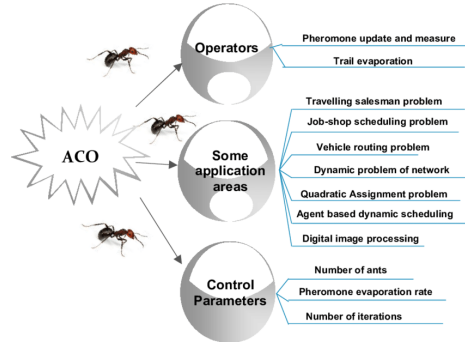 Operators
Pheromone update and measure
Trail evaporation
ACO
Some
application
areas
Travelling salesman problem
Job-shop scheduling problem
Vehicle routing problem
Dynamic problem of network
Quadratic Assignment problem
Agent based dynamic scheduling
Digital image processing
Control
Parameters
Number of ants
Pheromone evaporation rate
Number of iterations